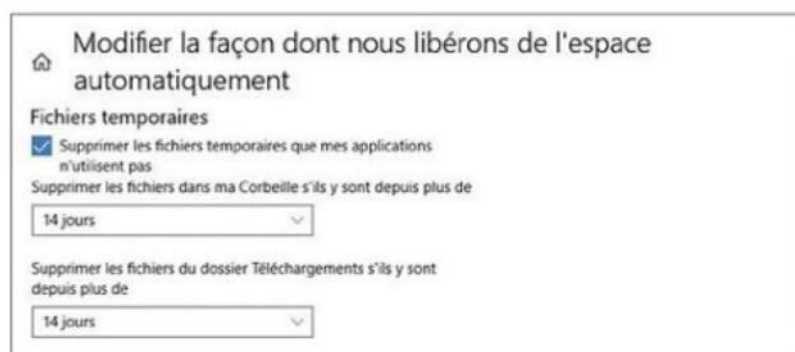 Modifier la façon dont nous libérons de l'espace
automatiquement
Fichiers temporaires
Supprimer les fichiers temporaires que mes applications
n'utilisent pas
Supprimer les fichiers dans ma Corbeille s'ils y sont depuis plus de
14 jours
Supprimer les fichiers du dossier Téléchargements s'ils y sont
depuis plus de
14 jours